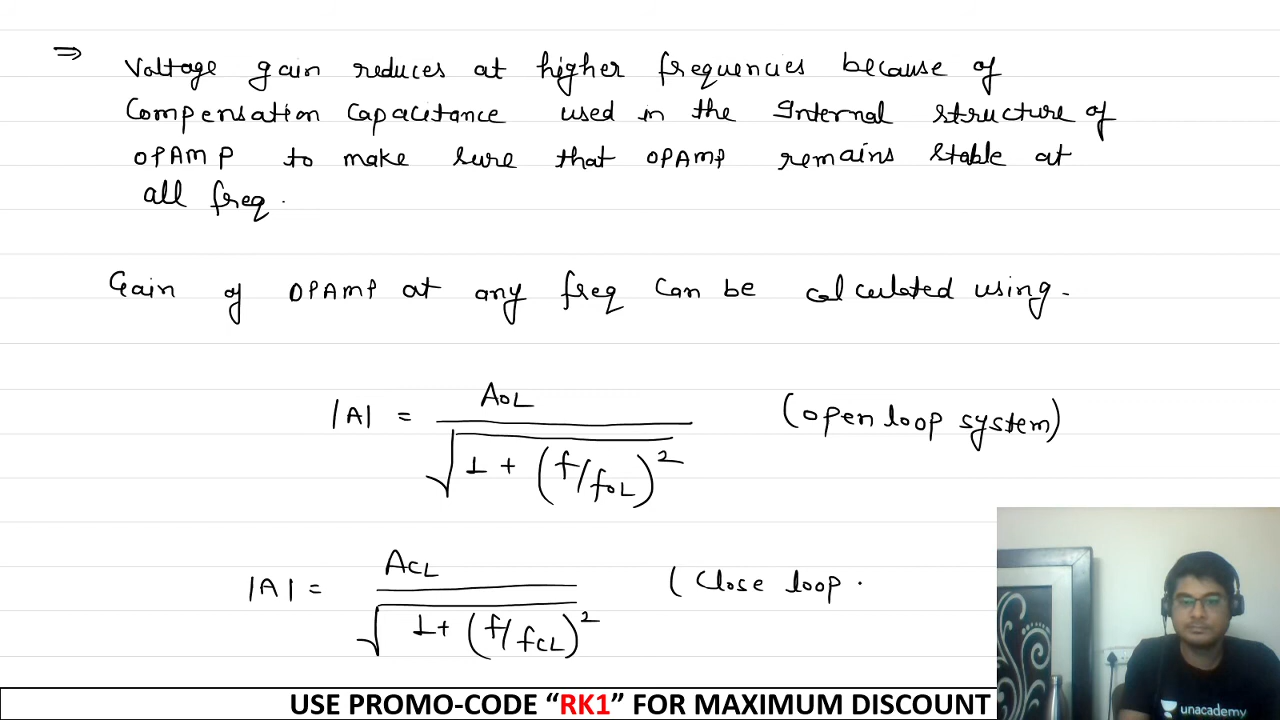 ⇒ Voltage gain reduces at higher frequencies because of
Compensation Capacitance used in the Internal structure of
OPAMP to make sure that OPAMP remains stable at
all freq.
Gain of OPAMP at any freq can be calculated using.
|A| = AOL / √(1 + (f/fOL)²) (open loop system)
|A| = ACL / √(1 + (f/fCL)²) (Close loop .
unacademy
USE PROMO-CODE “RK1” FOR MAXIMUM DISCOUNT